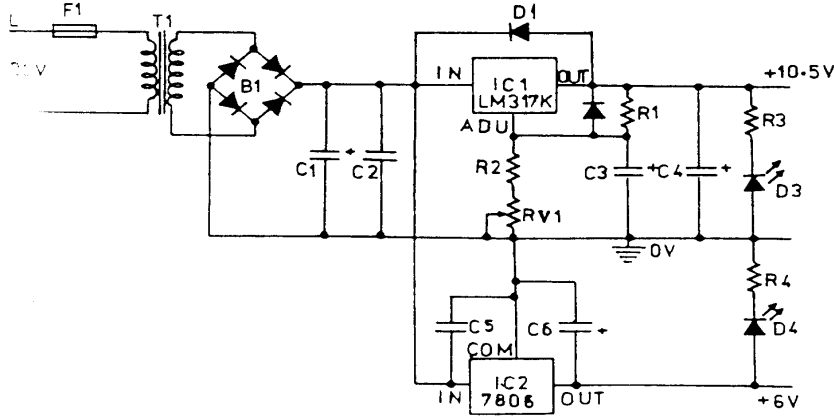 L
F1
T1
D1
B1
IN
IC1
OUT
LM317K
ADU
+10·5V
R1
R3
R2
C1
+
C2
C3
+
C4
+
D3
RV1
0V
R4
C5
C6
+
D4
COM
IC2
7806
IN
OUT
+6V